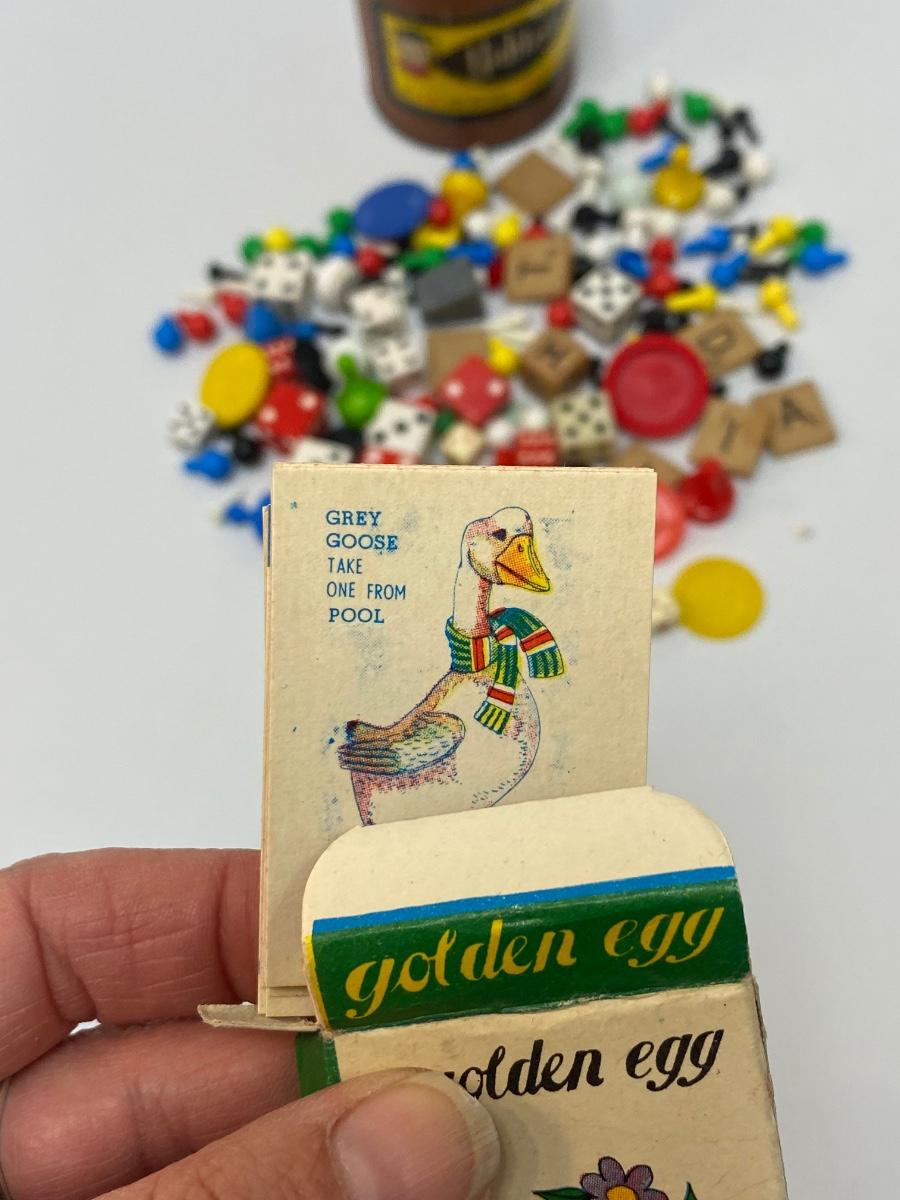 GREY
GOOSE
TAKE
ONE FROM
POOL
golden egg
golden egg
A